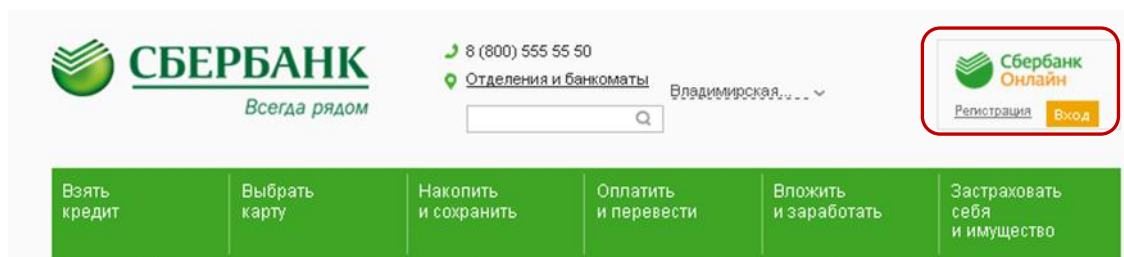 СБЕРБАНК
Всегда рядом
8 (800) 555 55 50
Отделения и банкоматы
Владимирская...
Сбербанк
Онлайн
Регистрация
Вход
Взять
кредит
Выбрать
карту
Накопить
и сохранить
Оплатить
и перевести
Вложить
и заработать
Застраховать
себя
и имущество